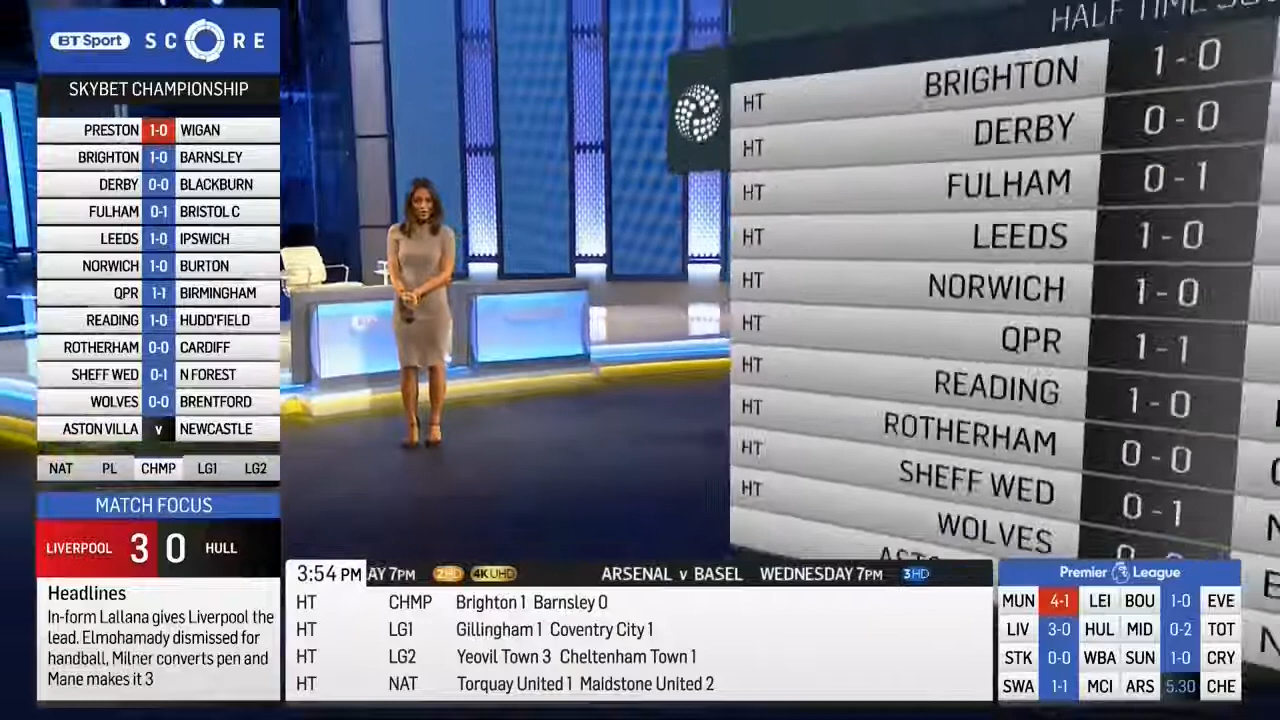 BT Sport SCORE
SKYBET CHAMPIONSHIP
PRESTON 1-0 WIGAN
BRIGHTON 1-0 BARNSLEY
DERBY 0-0 BLACKBURN
FULHAM 0-1 BRISTOL C
LEEDS 1-0 IPSWICH
NORWICH 1-0 BURTON
QPR 1-1 BIRMINGHAM
READING 1-0 HUDD'FIELD
ROTHERHAM 0-0 CARDIFF
SHEFF WED 0-1 N FOREST
WOLVES 0-0 BRENTFORD
ASTON VILLA v NEWCASTLE
NAT PL CHMP LG1 LG2
MATCH FOCUS
LIVERPOOL 3 0 HULL
Headlines
In-form Lallana gives Liverpool the
lead. Elmohamady dismissed for
handball, Milner converts pen and
Mane makes it 3
HALF TIME
HT BRIGHTON 1-0
HT DERBY 0-0
HT FULHAM 0-1
HT LEEDS 1-0
HT NORWICH 1-0
HT QPR 1-1
HT READING 1-0
HT ROTHERHAM 0-0
HT SHEFF WED 0-1
HT WOLVES
3:54 PM AY 7PM 2HD 4K UHD ARSENAL v BASEL WEDNESDAY 7PM 3HD
HT CHMP Brighton 1 Barnsley 0
HT LG1 Gillingham 1 Coventry City 1
HT LG2 Yeovil Town 3 Cheltenham Town 1
HT NAT Torquay United 1 Maidstone United 2
Premier League
MUN 4-1 LEI BOU 1-0 EVE
LIV 3-0 HUL MID 0-2 TOT
STK 0-0 WBA SUN 1-0 CRY
SWA 1-1 MCI ARS 5.30 CHE